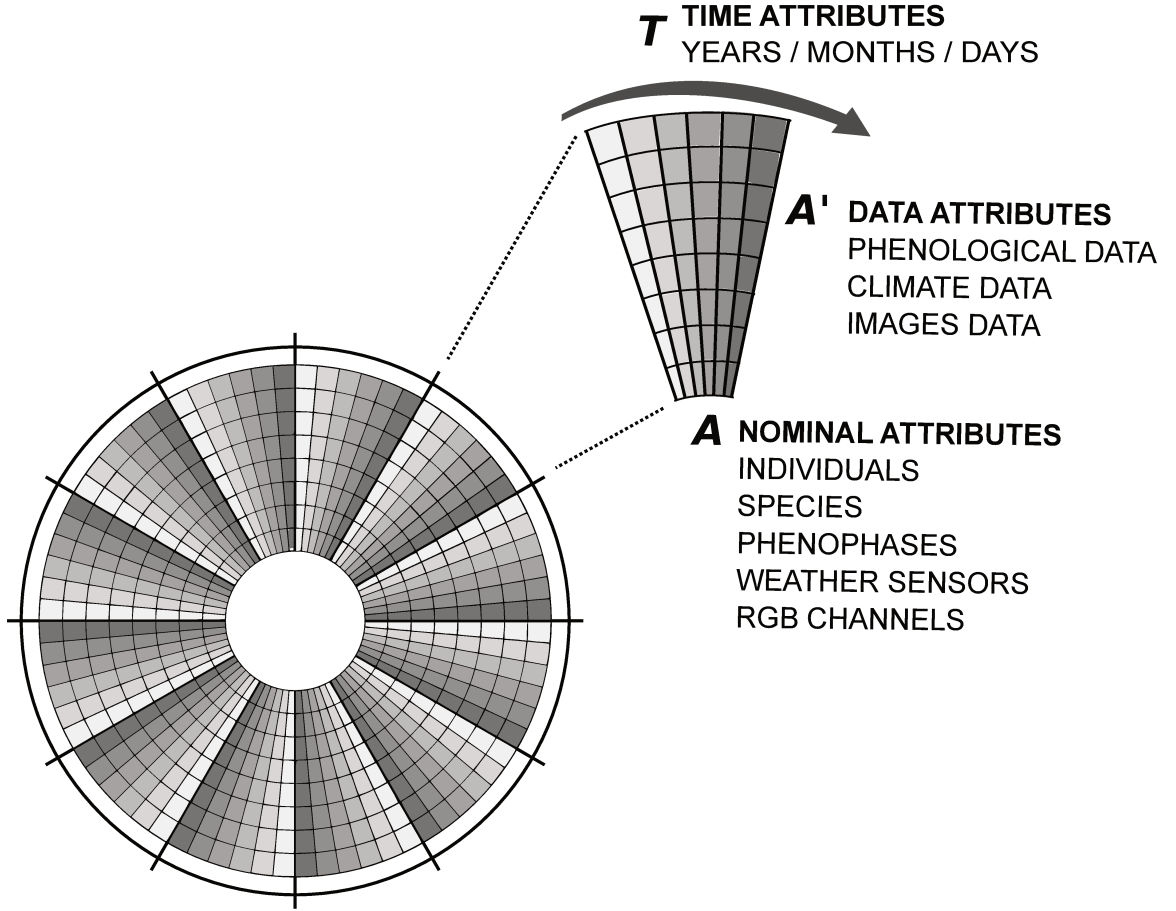 T TIME ATTRIBUTES
YEARS / MONTHS / DAYS
A' DATA ATTRIBUTES
PHENOLOGICAL DATA
CLIMATE DATA
IMAGES DATA
A NOMINAL ATTRIBUTES
INDIVIDUALS
SPECIES
PHENOPHASES
WEATHER SENSORS
RGB CHANNELS